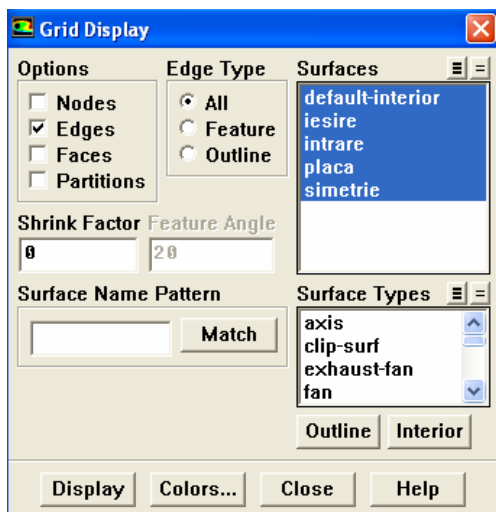 Grid Display
Options
Nodes
Edges
Faces
Partitions
Edge Type
All
Feature
Outline
Surfaces
default-interior
iesire
intrare
placa
simetrie
Shrink Factor
0
Feature Angle
20
Surface Name Pattern
Match
Surface Types
axis
clip-surf
exhaust-fan
fan
Outline
Interior
Display
Colors...
Close
Help